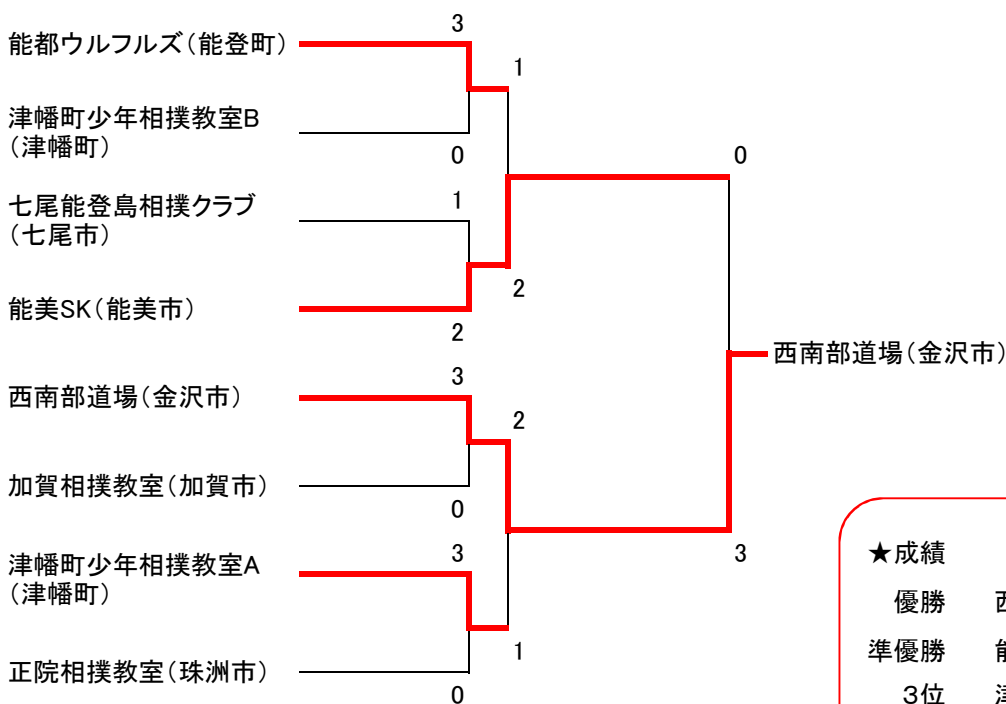 3
能都ウルフルズ(能登町)
1
津幡町少年相撲教室B
(津幡町)
0
0
七尾能登島相撲クラブ
(七尾市)
1
2
能美SK(能美市)
2
西南部道場(金沢市)
3
西南部道場(金沢市)
2
加賀相撲教室(加賀市)
0
津幡町少年相撲教室A
(津幡町)
3
3
1
正院相撲教室(珠洲市)
0
★成績
優勝 西
準優勝 能
3位 津